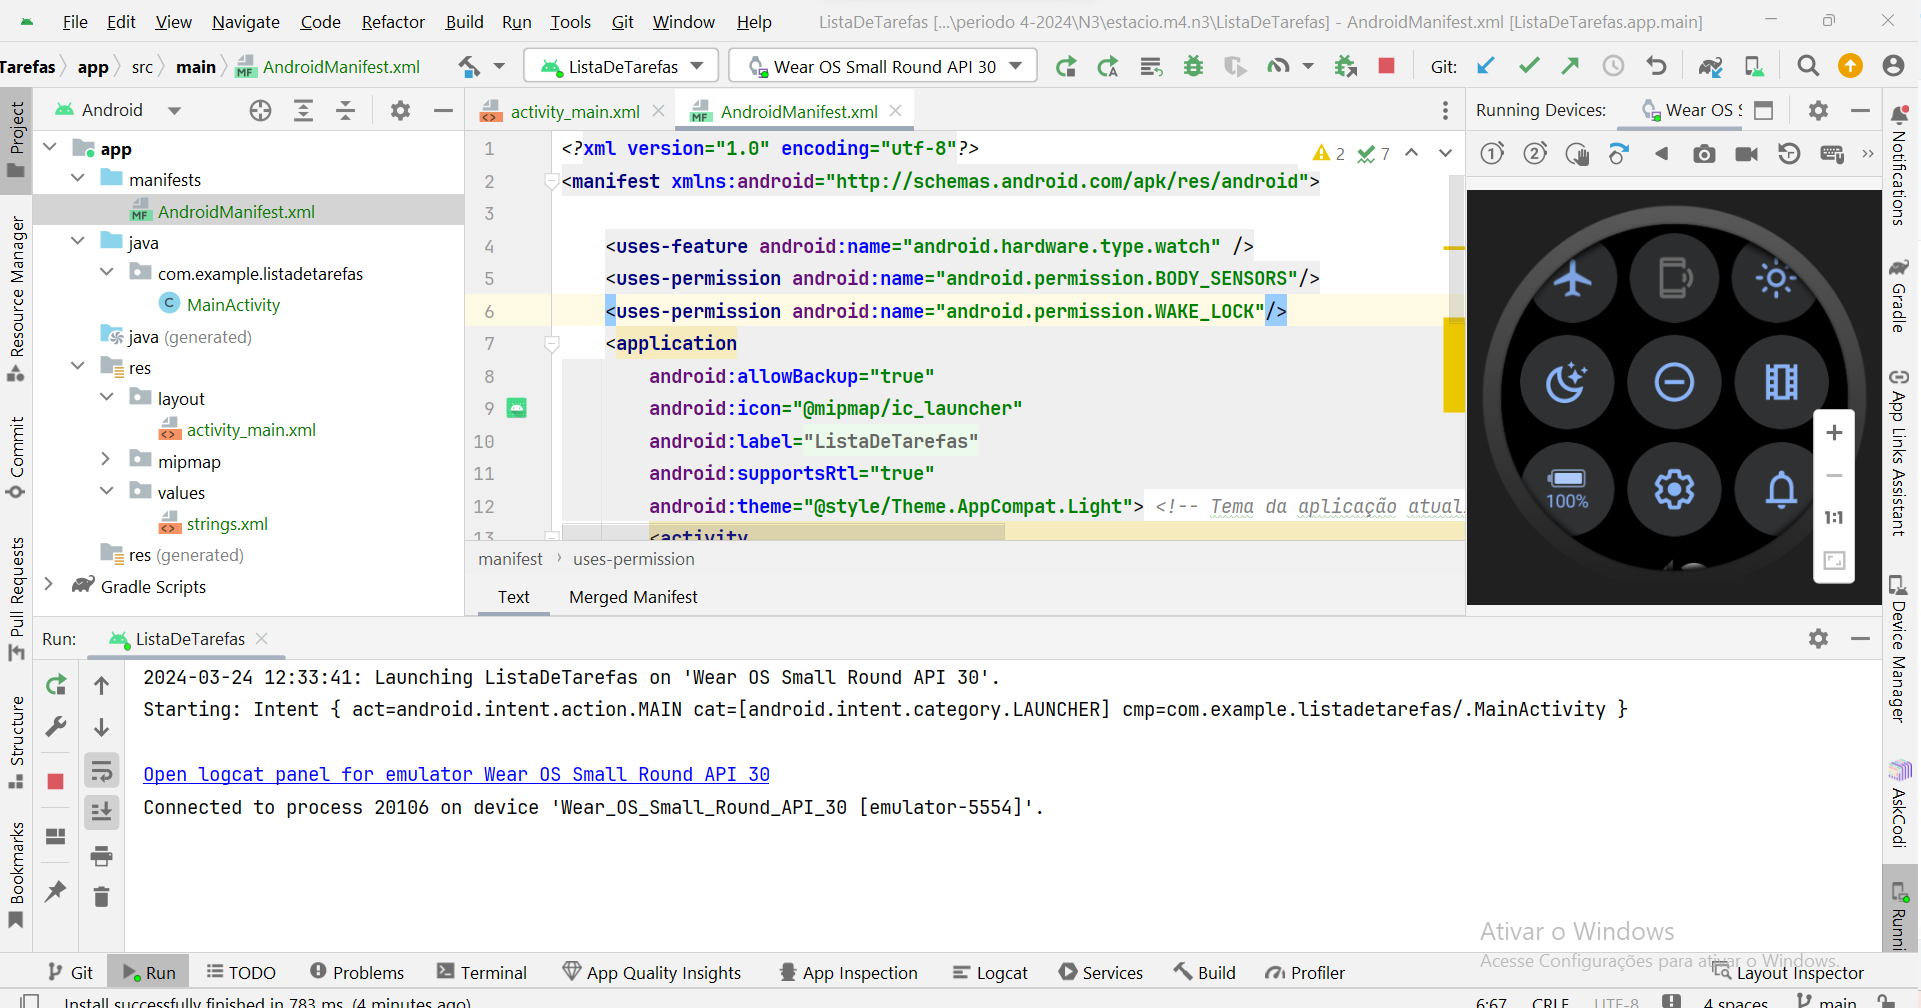 File Edit View Navigate Code Refactor Build Run Tools Git Window Help ListaDeTarefas [...\periodo 4-2024\N3\estacio.m4.n3\ListaDeTarefas] - AndroidManifest.xml [ListaDeTarefas.app.main]
Tarefas app src main AndroidManifest.xml ListaDeTarefas Wear OS Small Round API 30 Git:
Android
activity_main.xml AndroidManifest.xml
Running Devices: Wear OS S
Project
Resource Manager
Commit
Pull Requests
Structure
Bookmarks
app
manifests
AndroidManifest.xml
java
com.example.listadetarefas
MainActivity
java (generated)
res
layout
activity_main.xml
mipmap
values
strings.xml
res (generated)
Gradle Scripts
2 7
1 <?xml version="1.0" encoding="utf-8"?>
2 <manifest xmlns:android="http://schemas.android.com/apk/res/android">
3
4 <uses-feature android:name="android.hardware.type.watch" />
5 <uses-permission android:name="android.permission.BODY_SENSORS"/>
6 <uses-permission android:name="android.permission.WAKE_LOCK"/>
7 <application
8 android:allowBackup="true"
9 android:icon="@mipmap/ic_launcher"
10 android:label="ListaDeTarefas"
11 android:supportsRtl="true"
12 android:theme="@style/Theme.AppCompat.Light"> <!-- Tema da aplicação atual
13 <activity
manifest › uses-permission
Text Merged Manifest
100%
1:1
Notifications
Gradle
App Links Assistant
Device Manager
AskCodi
Runni
Run: ListaDeTarefas
2024-03-24 12:33:41: Launching ListaDeTarefas on 'Wear OS Small Round API 30'.
Starting: Intent { act=android.intent.action.MAIN cat=[android.intent.category.LAUNCHER] cmp=com.example.listadetarefas/.MainActivity }
Open logcat panel for emulator Wear OS Small Round API 30
Connected to process 20106 on device 'Wear_OS_Small_Round_API_30 [emulator-5554]'.
Ativar o Windows
Acesse Configurações para ativar o Windows.
Git Run TODO Problems Terminal App Quality Insights App Inspection Logcat Services Build Profiler Layout Inspector
Install successfully finished in 783 ms. (4 minutes ago) 6:67 CRLF UTF-8 4 spaces main